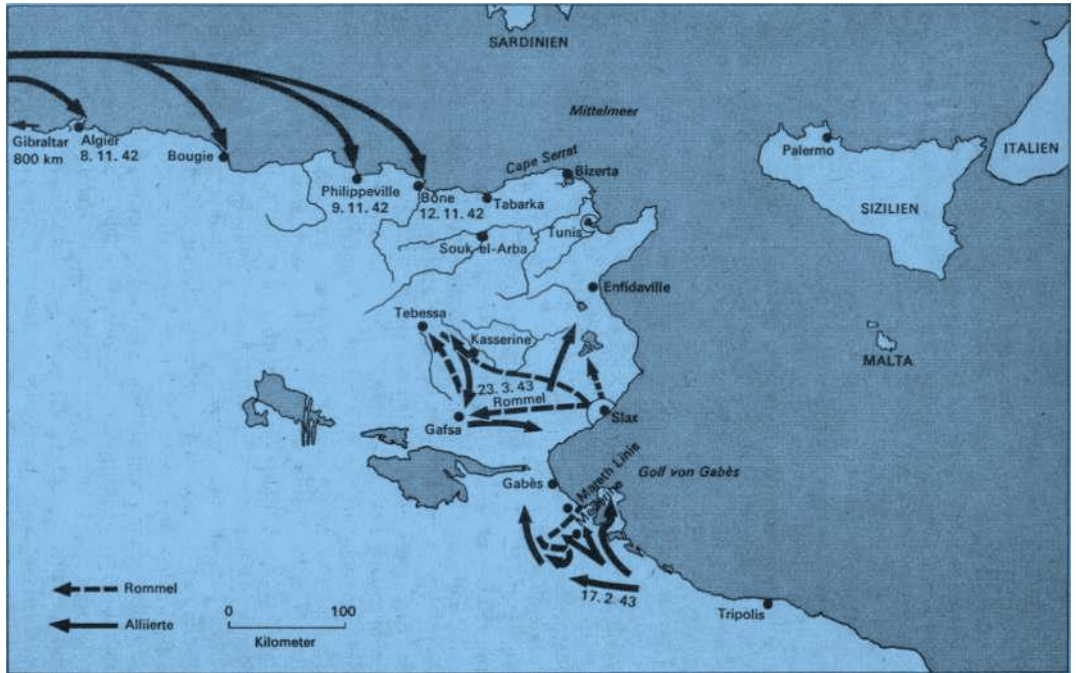 SARDINIEN
Mittelmeer
Gibraltar
800 km
Algier
8. 11. 42
Bougie
Philippeville
9. 11. 42
Bône
12. 11. 42
Tabarka
Cape Serrat
Bizerta
Palermo
ITALIEN
SIZILIEN
Tunis
Souk-el-Arba
Enfidaville
Tebessa
Kasserine
MALTA
23. 3. 43
Rommel
Gafsa
Slax
Gabès
Mareth Linie
Golf von Gabès
17. 2. 43
Tripolis
Rommel
Alliierte
0 100
Kilometer